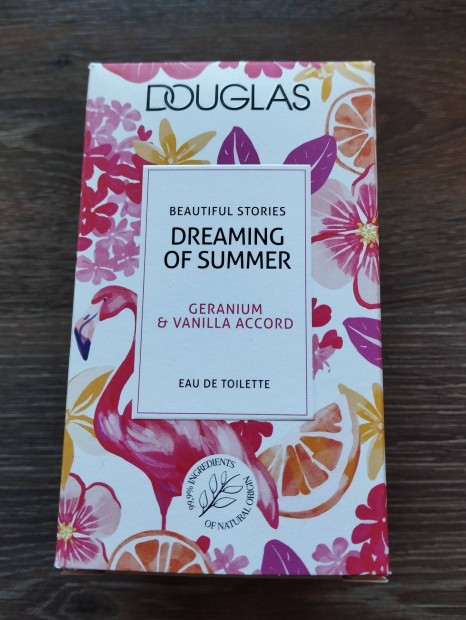 DOUGLAS
BEAUTIFUL STORIES
DREAMING
OF SUMMER
GERANIUM
& VANILLA ACCORD
EAU DE TOILETTE
99,9% INGREDIENTS
OF NATURAL ORIGIN